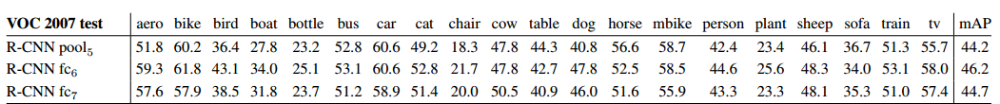 VOC 2007 test aero bike bird boat bottle bus car cat chair cow table dog horse mbike person plant sheep sofa train tv mAP
R-CNN pool₅ 51.8 60.2 36.4 27.8 23.2 52.8 60.6 49.2 18.3 47.8 44.3 40.8 56.6 58.7 42.4 23.4 46.1 36.7 51.3 55.7 44.2
R-CNN fc₆ 59.3 61.8 43.1 34.0 25.1 53.1 60.6 52.8 21.7 47.8 42.7 47.8 52.5 58.5 44.6 25.6 48.3 34.0 53.1 58.0 46.2
R-CNN fc₇ 57.6 57.9 38.5 31.8 23.7 51.2 58.9 51.4 20.0 50.5 40.9 46.0 51.6 55.9 43.3 23.3 48.1 35.3 51.0 57.4 44.7